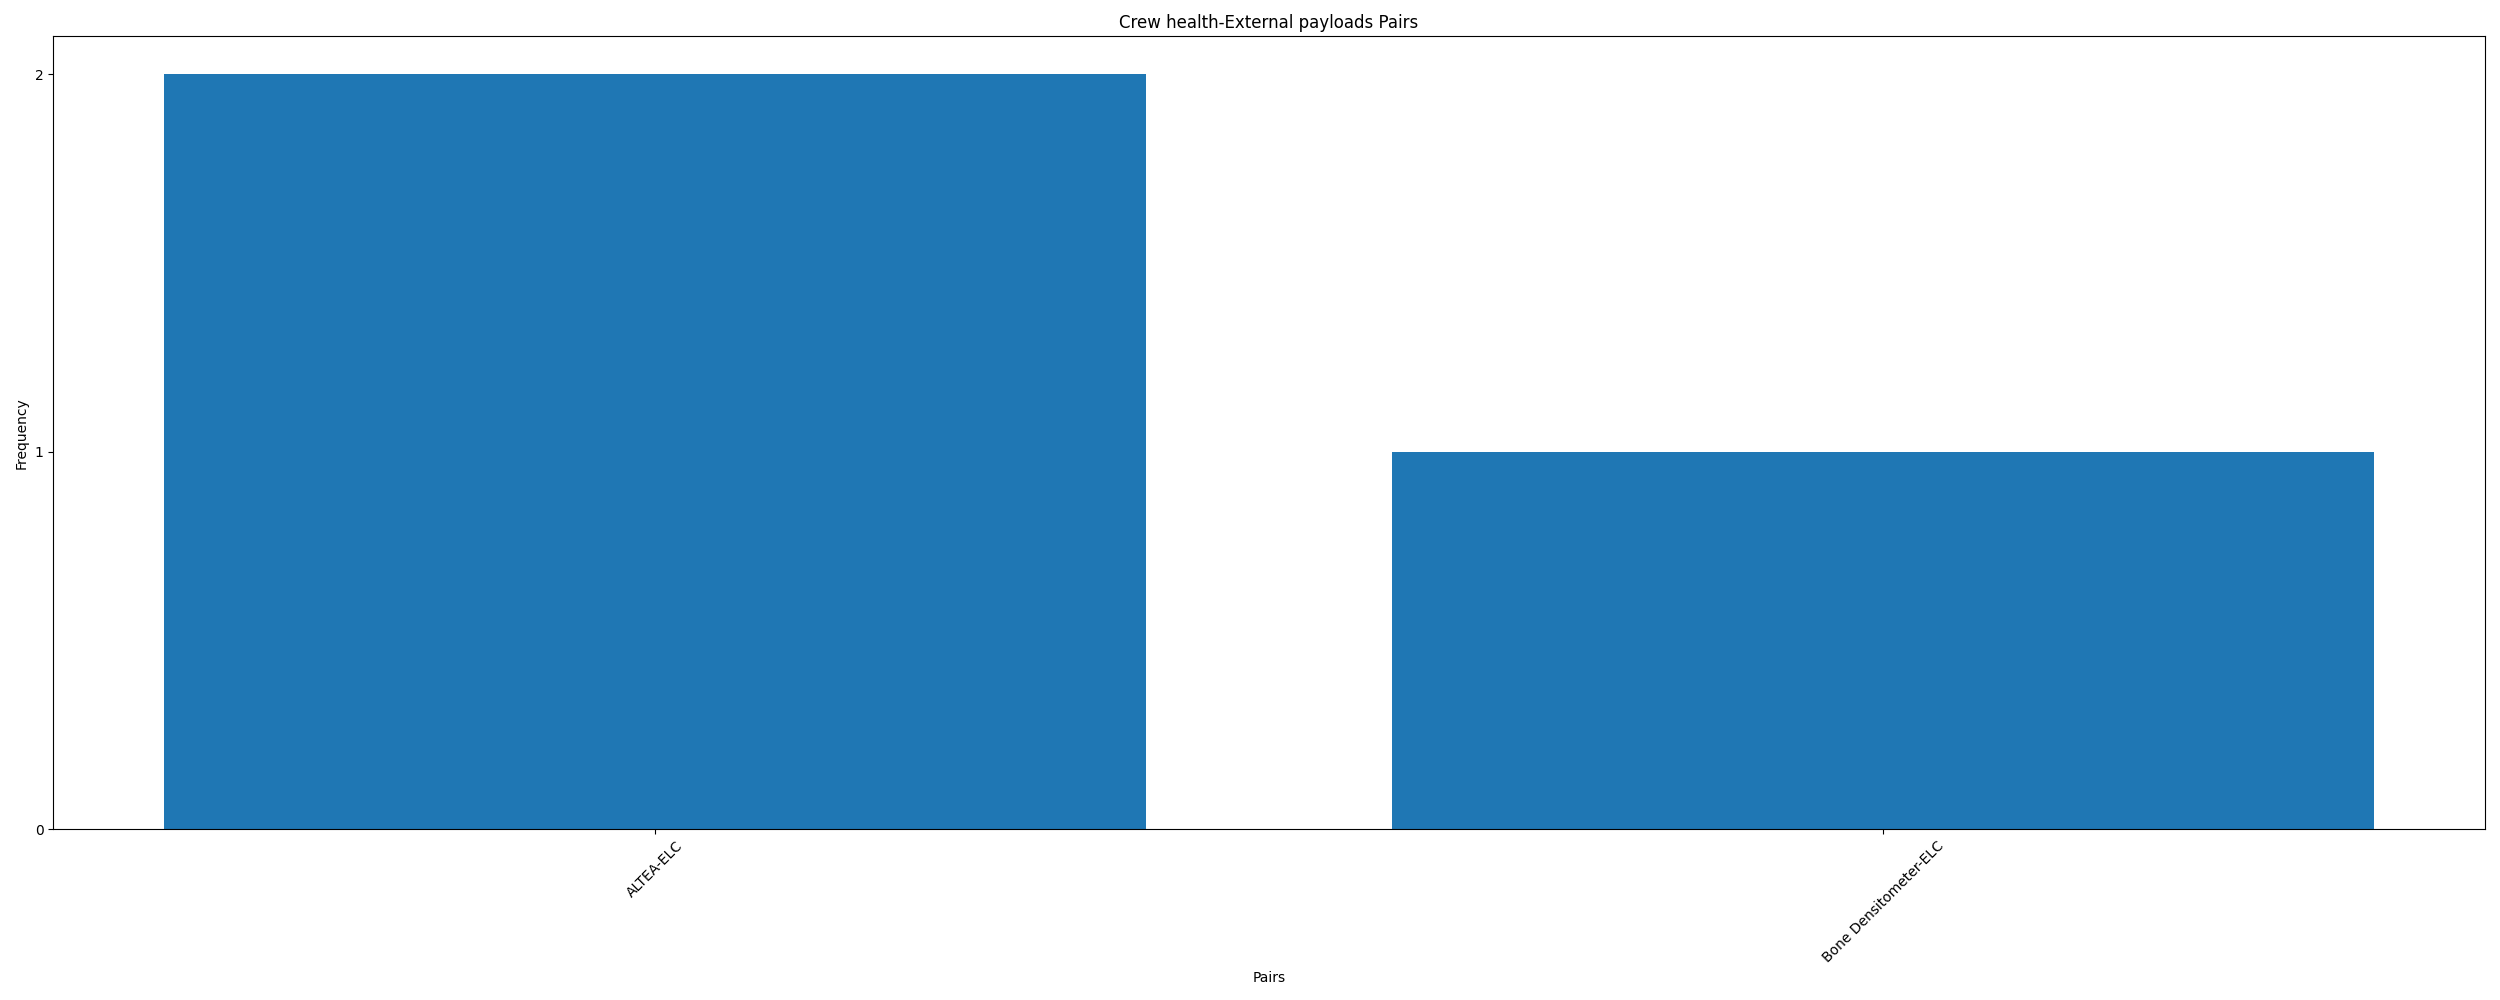 Crew health-External payloads Pairs
Frequency
2
1
0
ALTEA-ELC
Bone Densitometer-ELC
Pairs